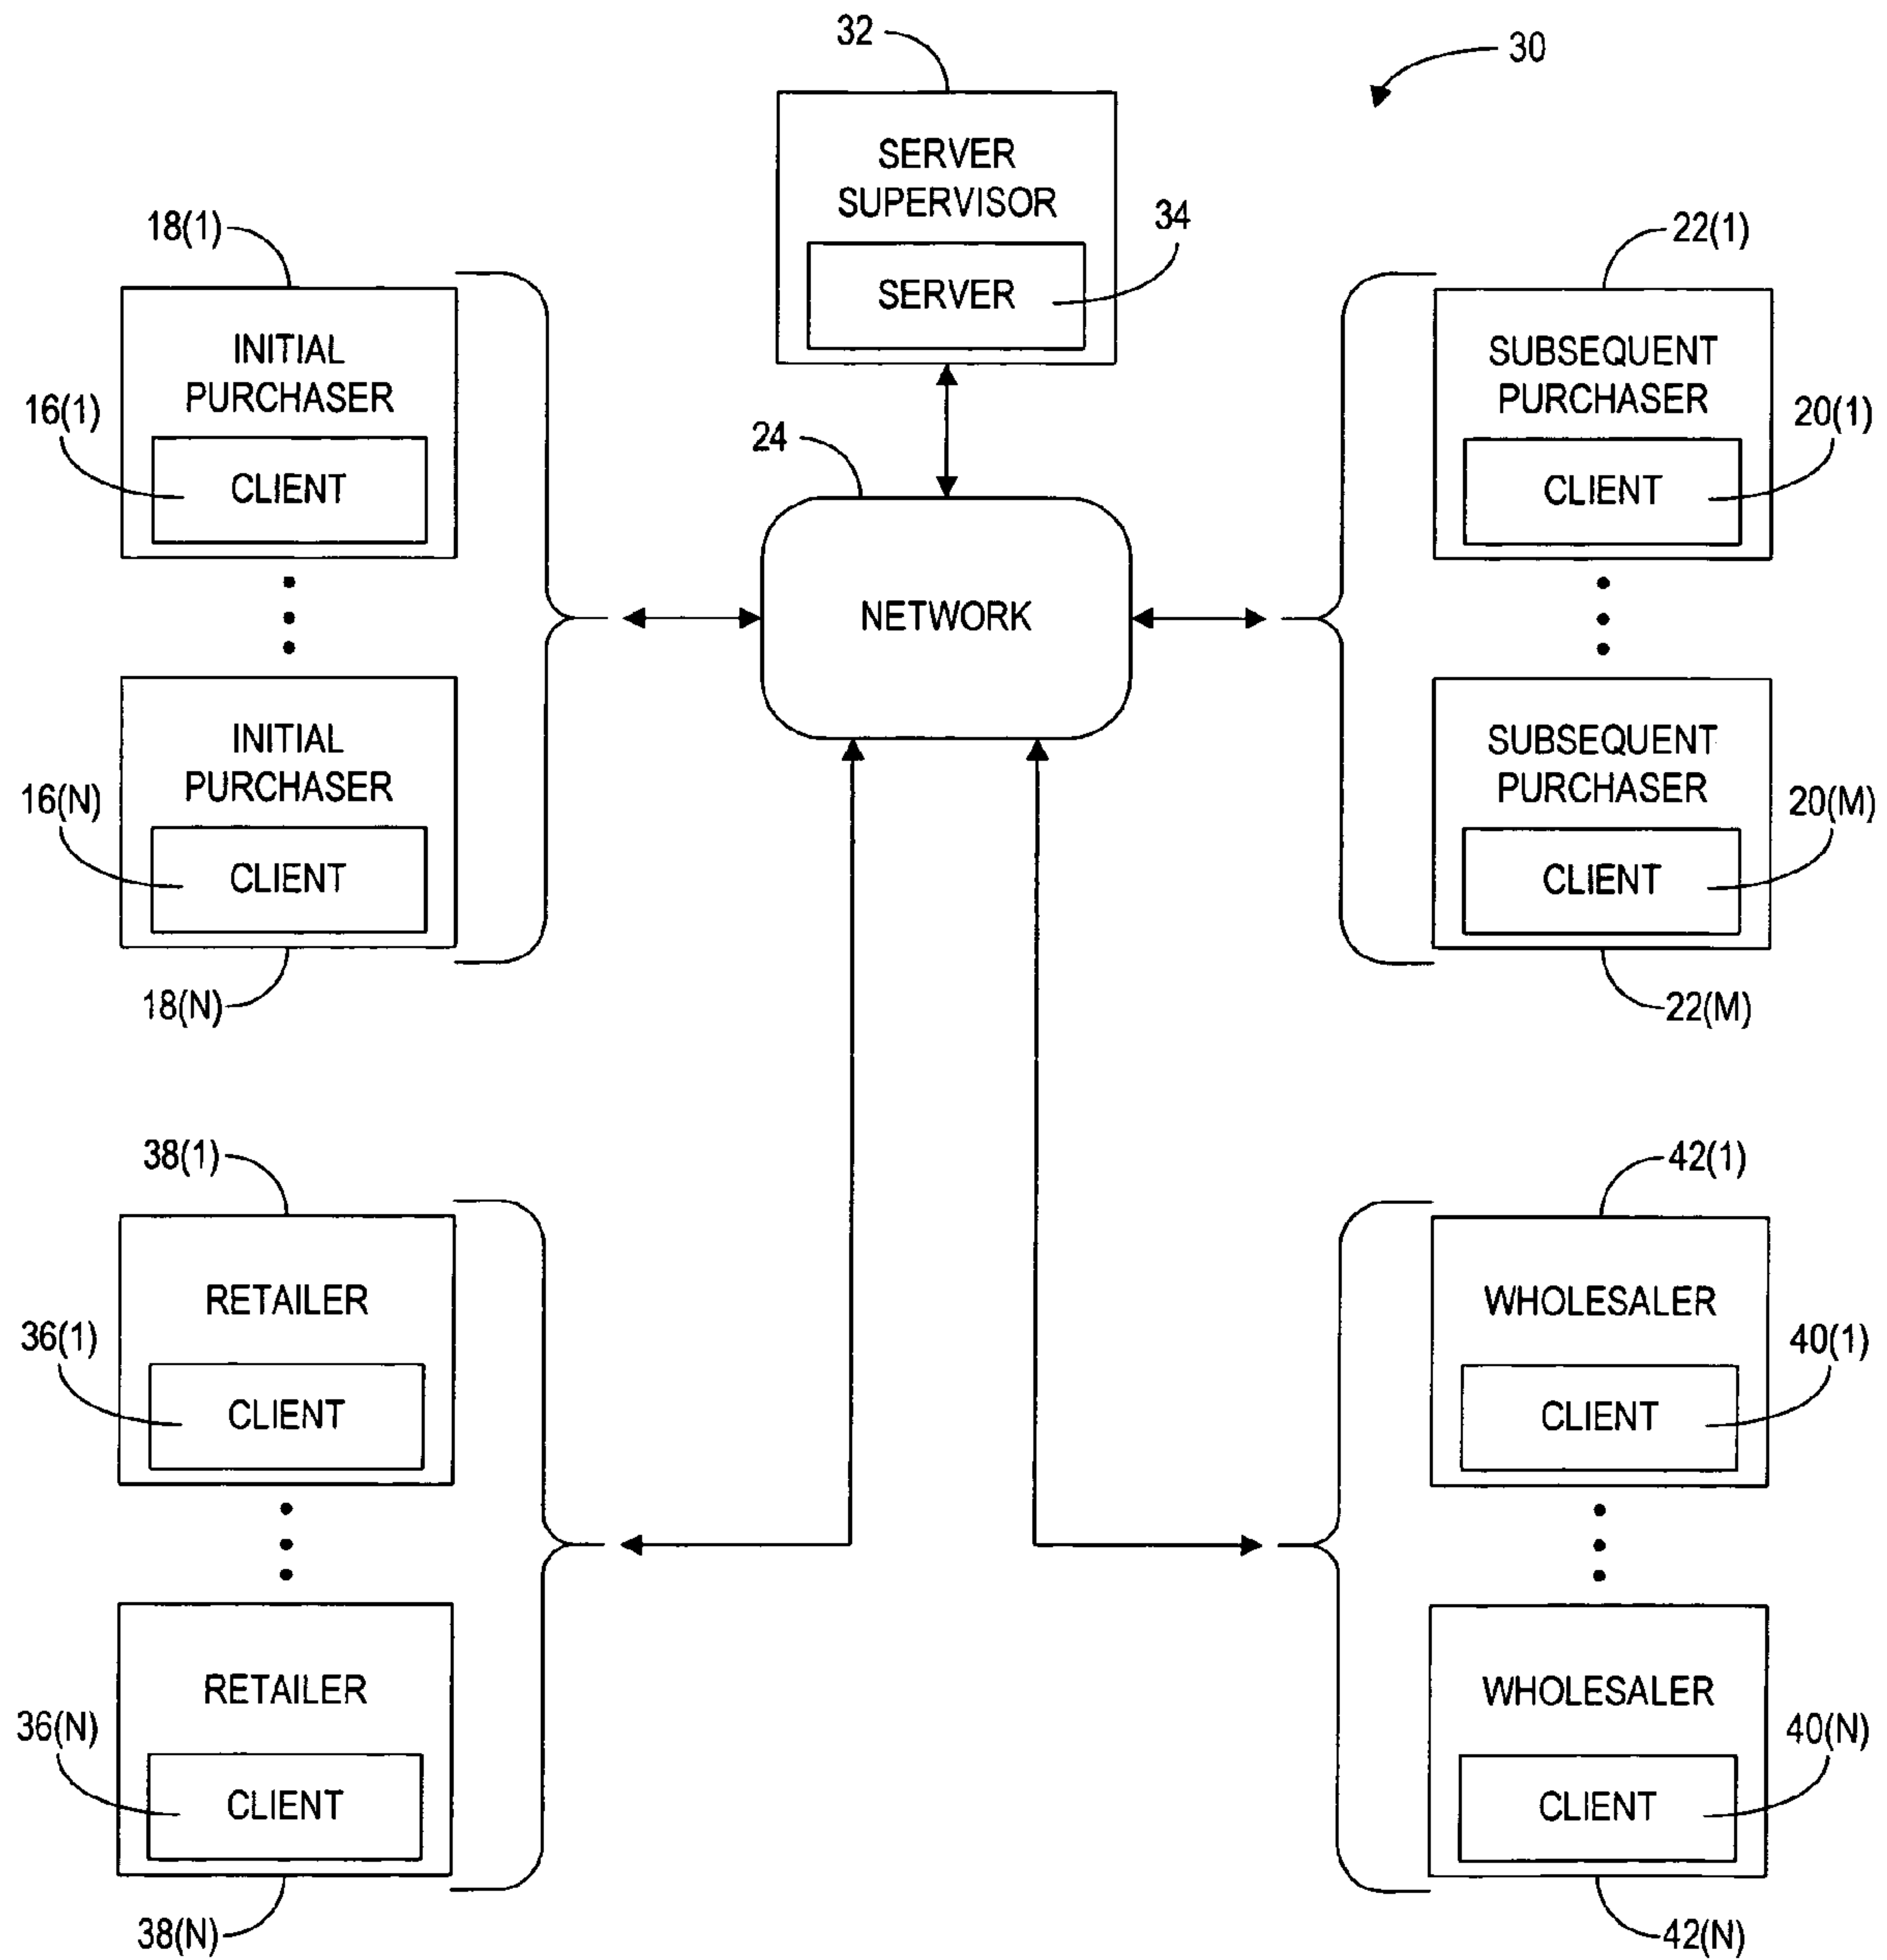 32
30
SERVER
SUPERVISOR
34
SERVER
18(1)
INITIAL
PURCHASER
16(1)
CLIENT
22(1)
SUBSEQUENT
PURCHASER
20(1)
CLIENT
24
NETWORK
INITIAL
PURCHASER
16(N)
CLIENT
18(N)
SUBSEQUENT
PURCHASER
20(M)
CLIENT
22(M)
38(1)
RETAILER
36(1)
CLIENT
42(1)
WHOLESALER
40(1)
CLIENT
RETAILER
36(N)
CLIENT
38(N)
WHOLESALER
40(N)
CLIENT
42(N)